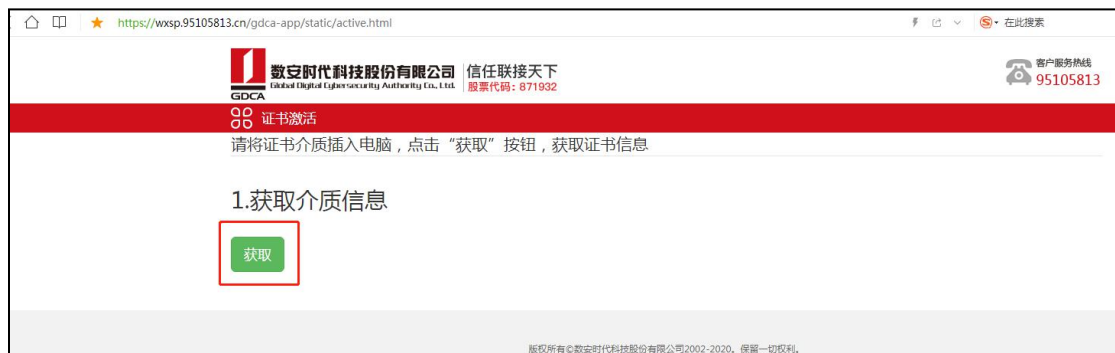 https://wxsp.95105813.cn/gdca-app/static/active.html
在此搜索
数安时代科技股份有限公司
Global Digital Cybersecurity Authority Co., Ltd.
GDCA
信任联接天下
股票代码：871932
客户服务热线
95105813
证书激活
请将证书介质插入电脑，点击“获取”按钮，获取证书信息
1.获取介质信息
获取
版权所有©数安时代科技股份有限公司2002-2020。保留一切权利。